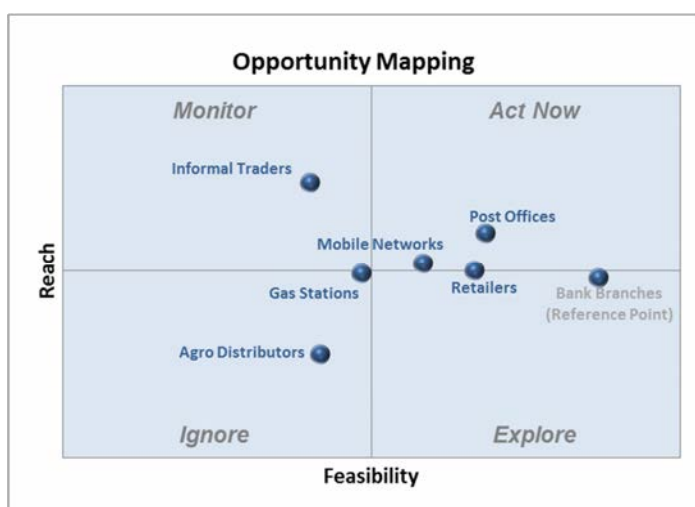 Opportunity Mapping
Monitor
Act Now
Informal Traders
Post Offices
Mobile Networks
Reach
Gas Stations
Retailers
Bank Branches
(Reference Point)
Agro Distributors
Ignore
Explore
Feasibility